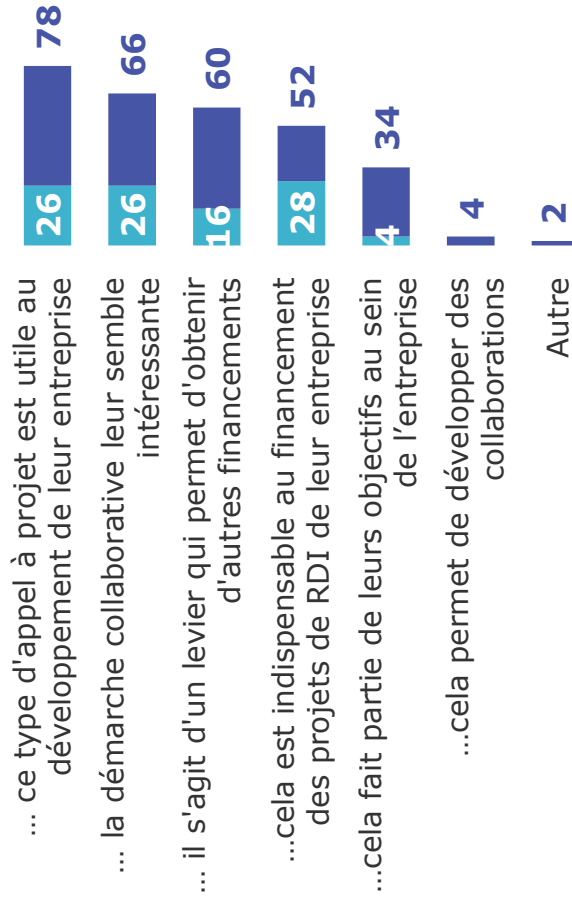 ... ce type d'appel à projet est utile au
développement de leur entreprise
26
78
... la démarche collaborative leur semble
intéressante
26
66
... il s'agit d'un levier qui permet d'obtenir
d'autres financements
16
60
...cela est indispensable au financement
des projets de RDI de leur entreprise
28
52
...cela fait partie de leurs objectifs au sein
de l’entreprise
4
34
...cela permet de développer des
collaborations
4
Autre
2